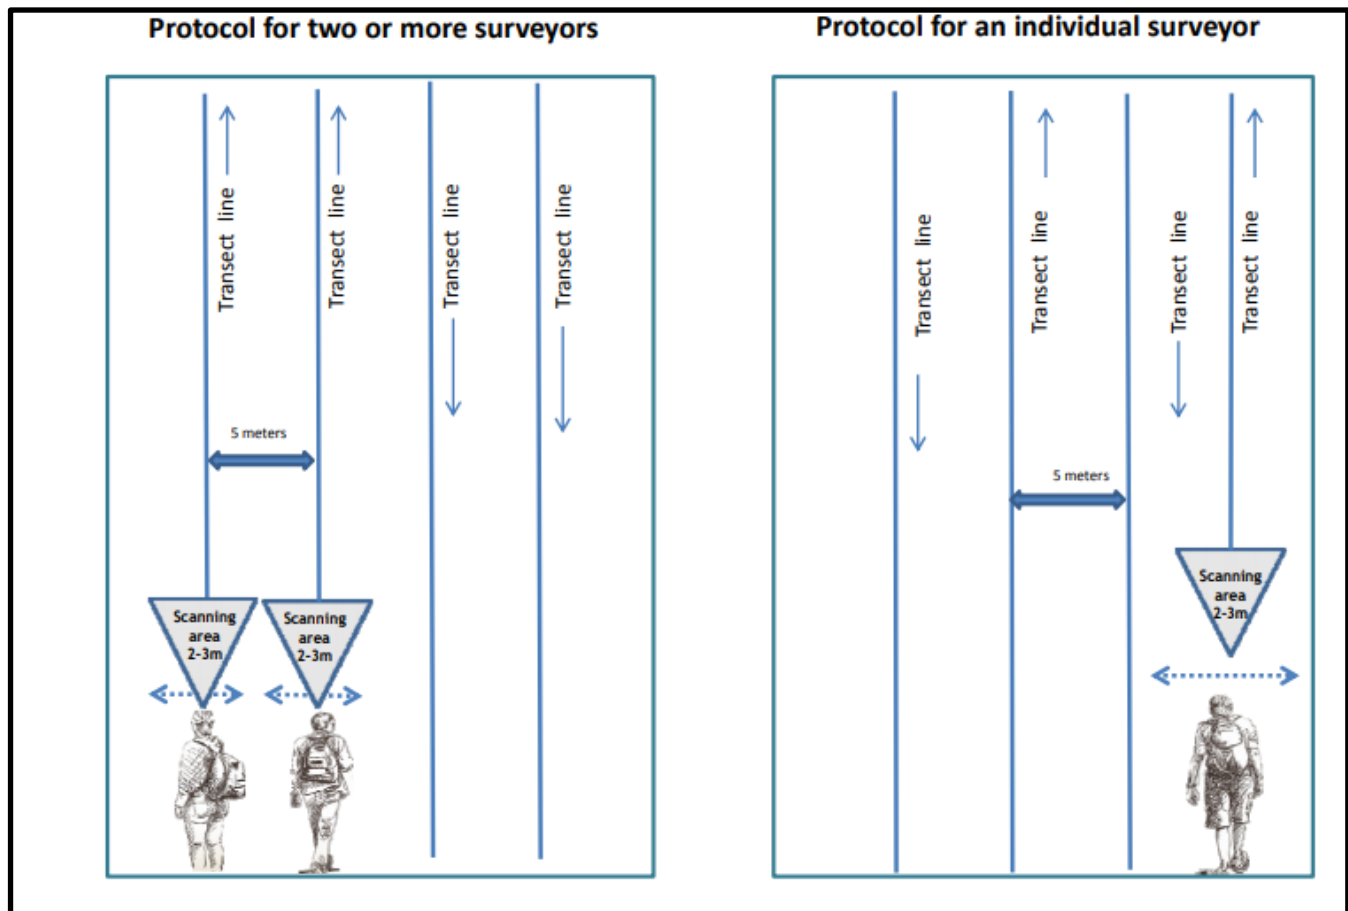 Protocol for two or more surveyors
Transect line
Transect line
Transect line
Transect line
5 meters
Scanning
area
2-3m
Scanning
area
2-3m
Protocol for an individual surveyor
Transect line
Transect line
Transect line
Transect line
5 meters
Scanning
area
2-3m